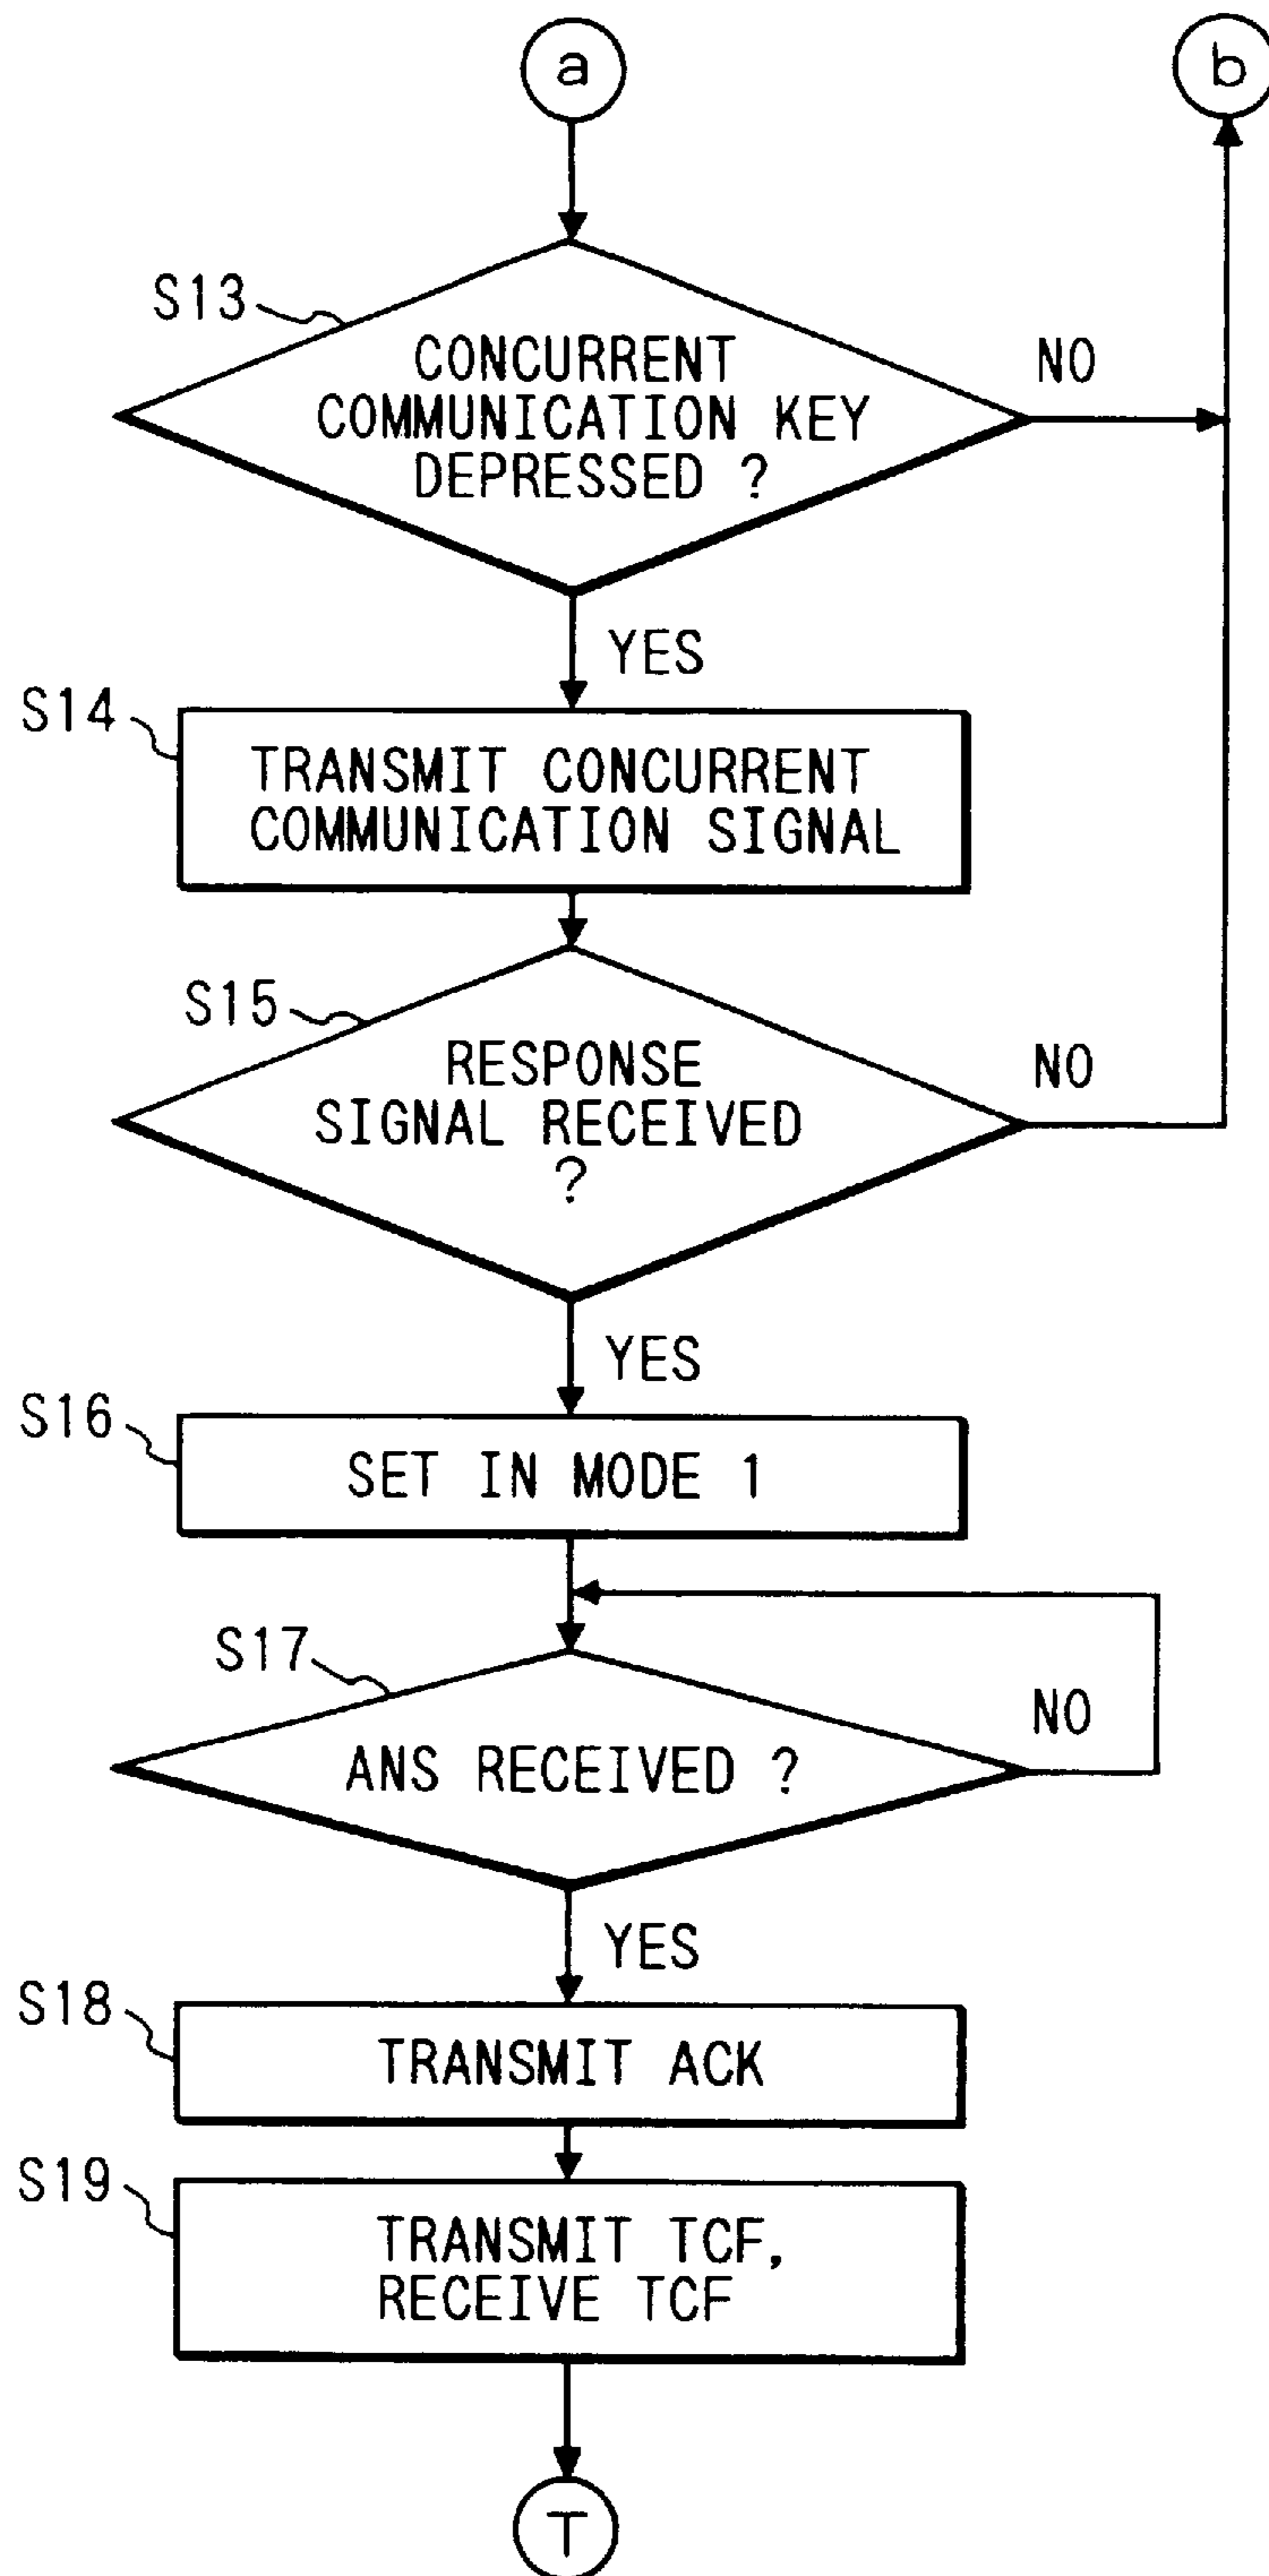 a
b
S13
CONCURRENT
COMMUNICATION KEY
DEPRESSED ?
NO
YES
S14
TRANSMIT CONCURRENT
COMMUNICATION SIGNAL
S15
RESPONSE
SIGNAL RECEIVED
?
NO
YES
S16
SET IN MODE 1
S17
ANS RECEIVED ?
NO
YES
S18
TRANSMIT ACK
S19
TRANSMIT TCF,
RECEIVE TCF
T